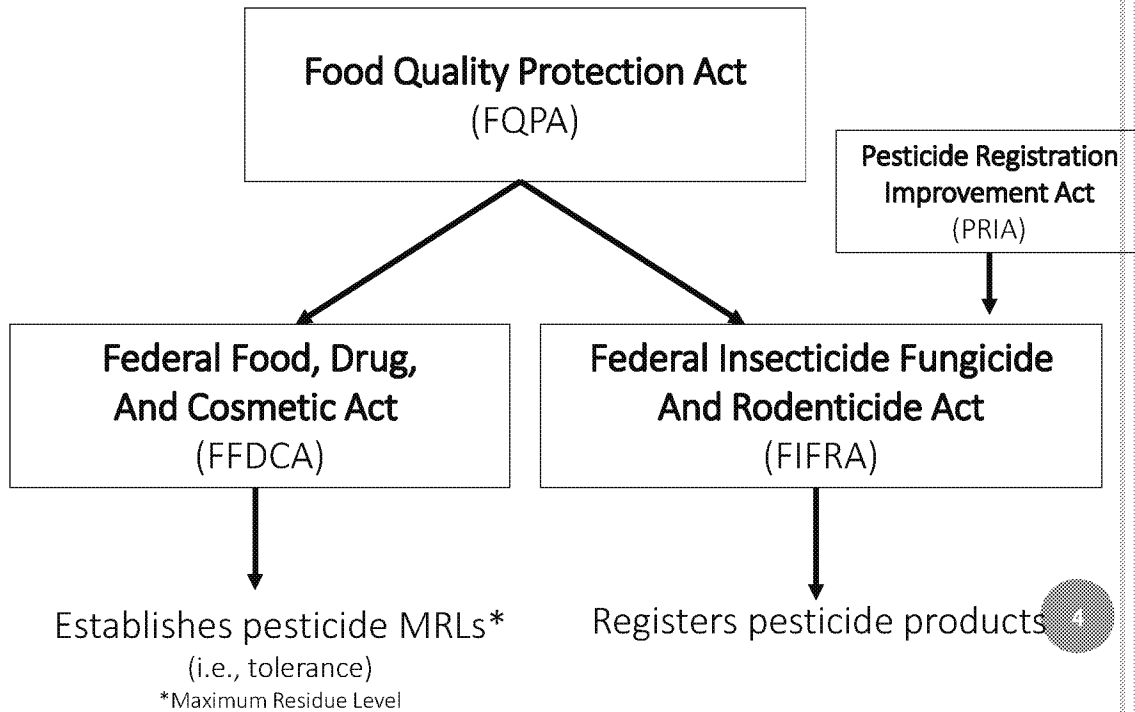 Food Quality Protection Act
(FQPA)
Pesticide Registration
Improvement Act
(PRIA)
Federal Food, Drug,
And Cosmetic Act
(FFDCA)
Federal Insecticide Fungicide
And Rodenticide Act
(FIFRA)
Establishes pesticide MRLs*
(i.e., tolerance)
*Maximum Residue Level
Registers pesticide products
4